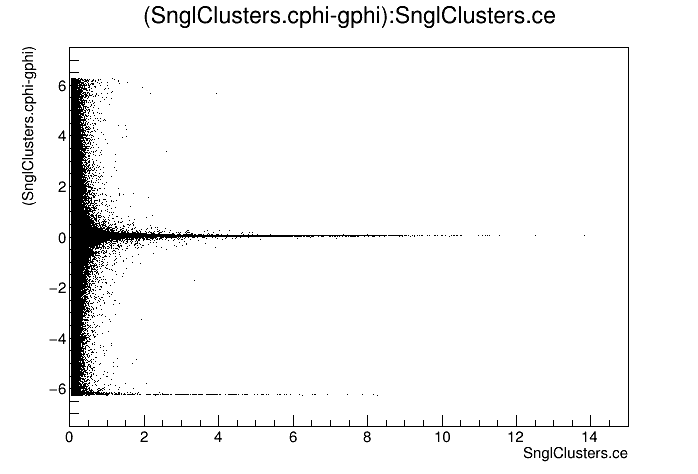 (SnglClusters.cphi-gphi):SnglClusters.ce
(SnglClusters.cphi-gphi)
6
4
2
0
−2
−4
−6
0 2 4 6 8 10 12 14
SnglClusters.ce